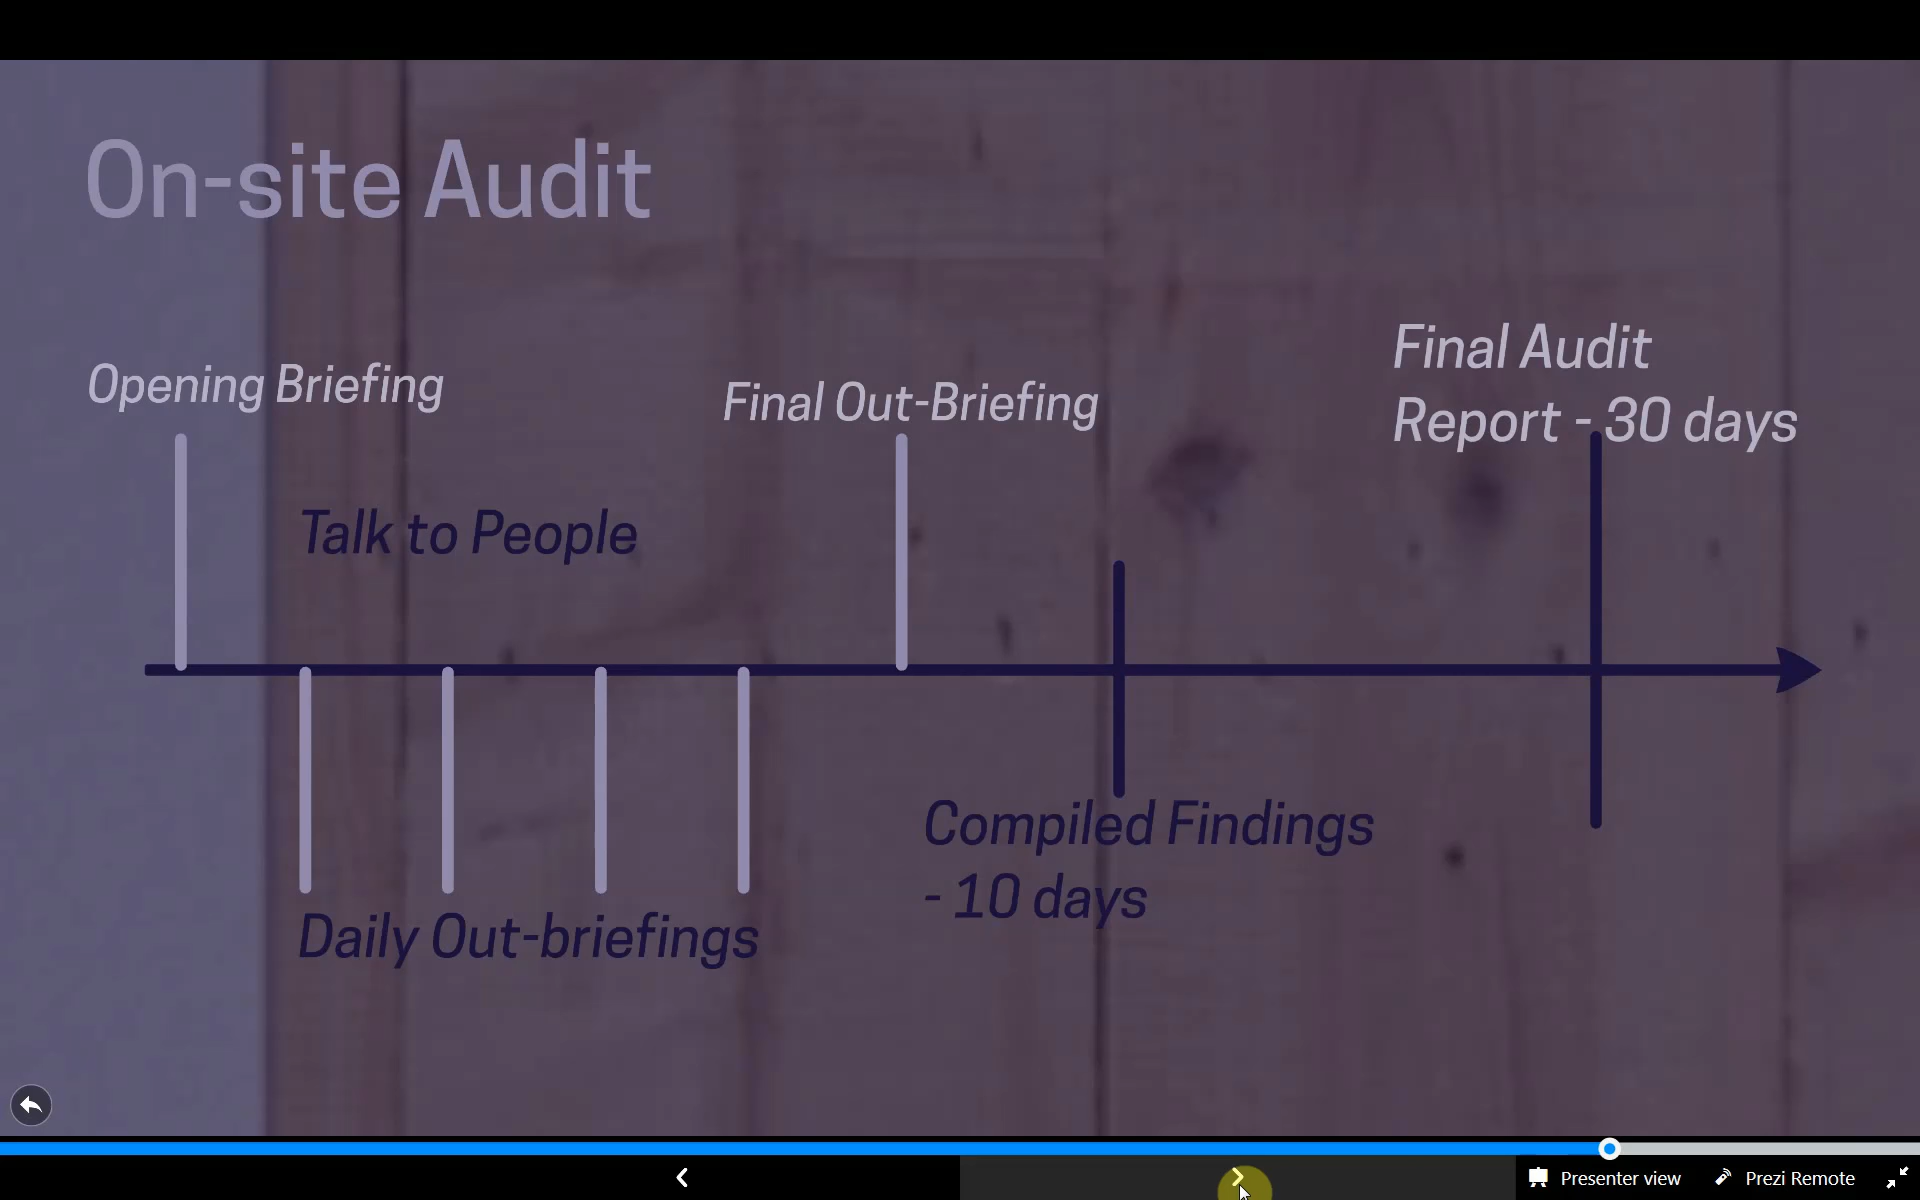 On-site Audit
Opening Briefing
Final Out-Briefing
Final Audit
Report - 30 days
Talk to People
Compiled Findings
- 10 days
Daily Out-briefings
Presenter view
Prezi Remote